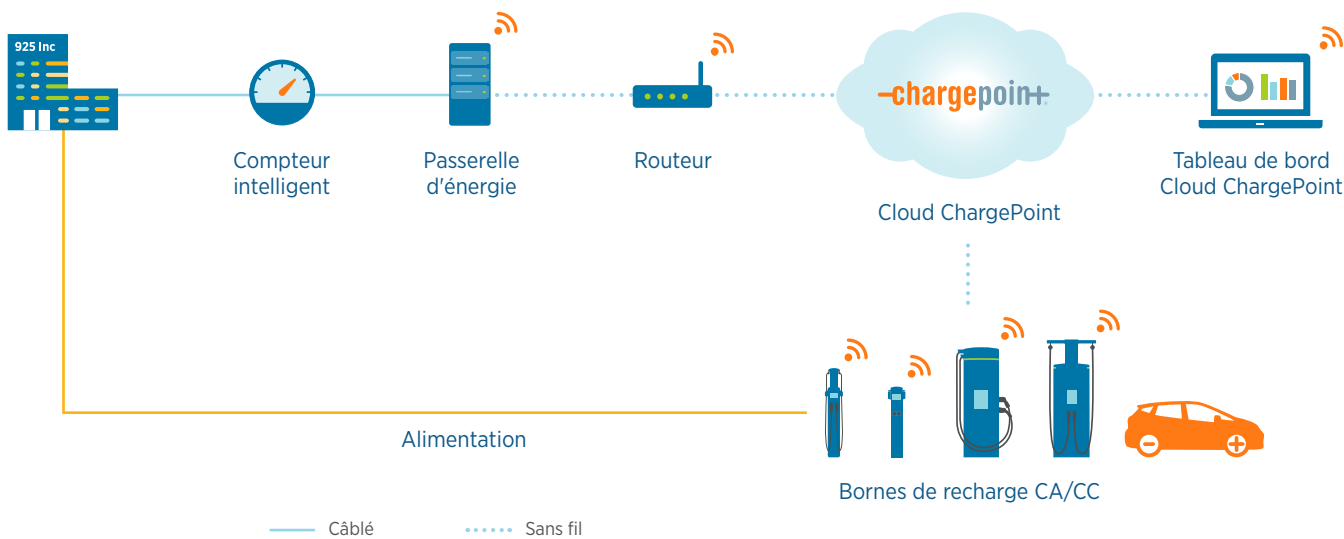 925 Inc
Compteur
intelligent
Passerelle
d'énergie
Routeur
chargepoin+
Cloud ChargePoint
Tableau de bord
Cloud ChargePoint
Alimentation
Bornes de recharge CA/CC
Câblé
Sans fil